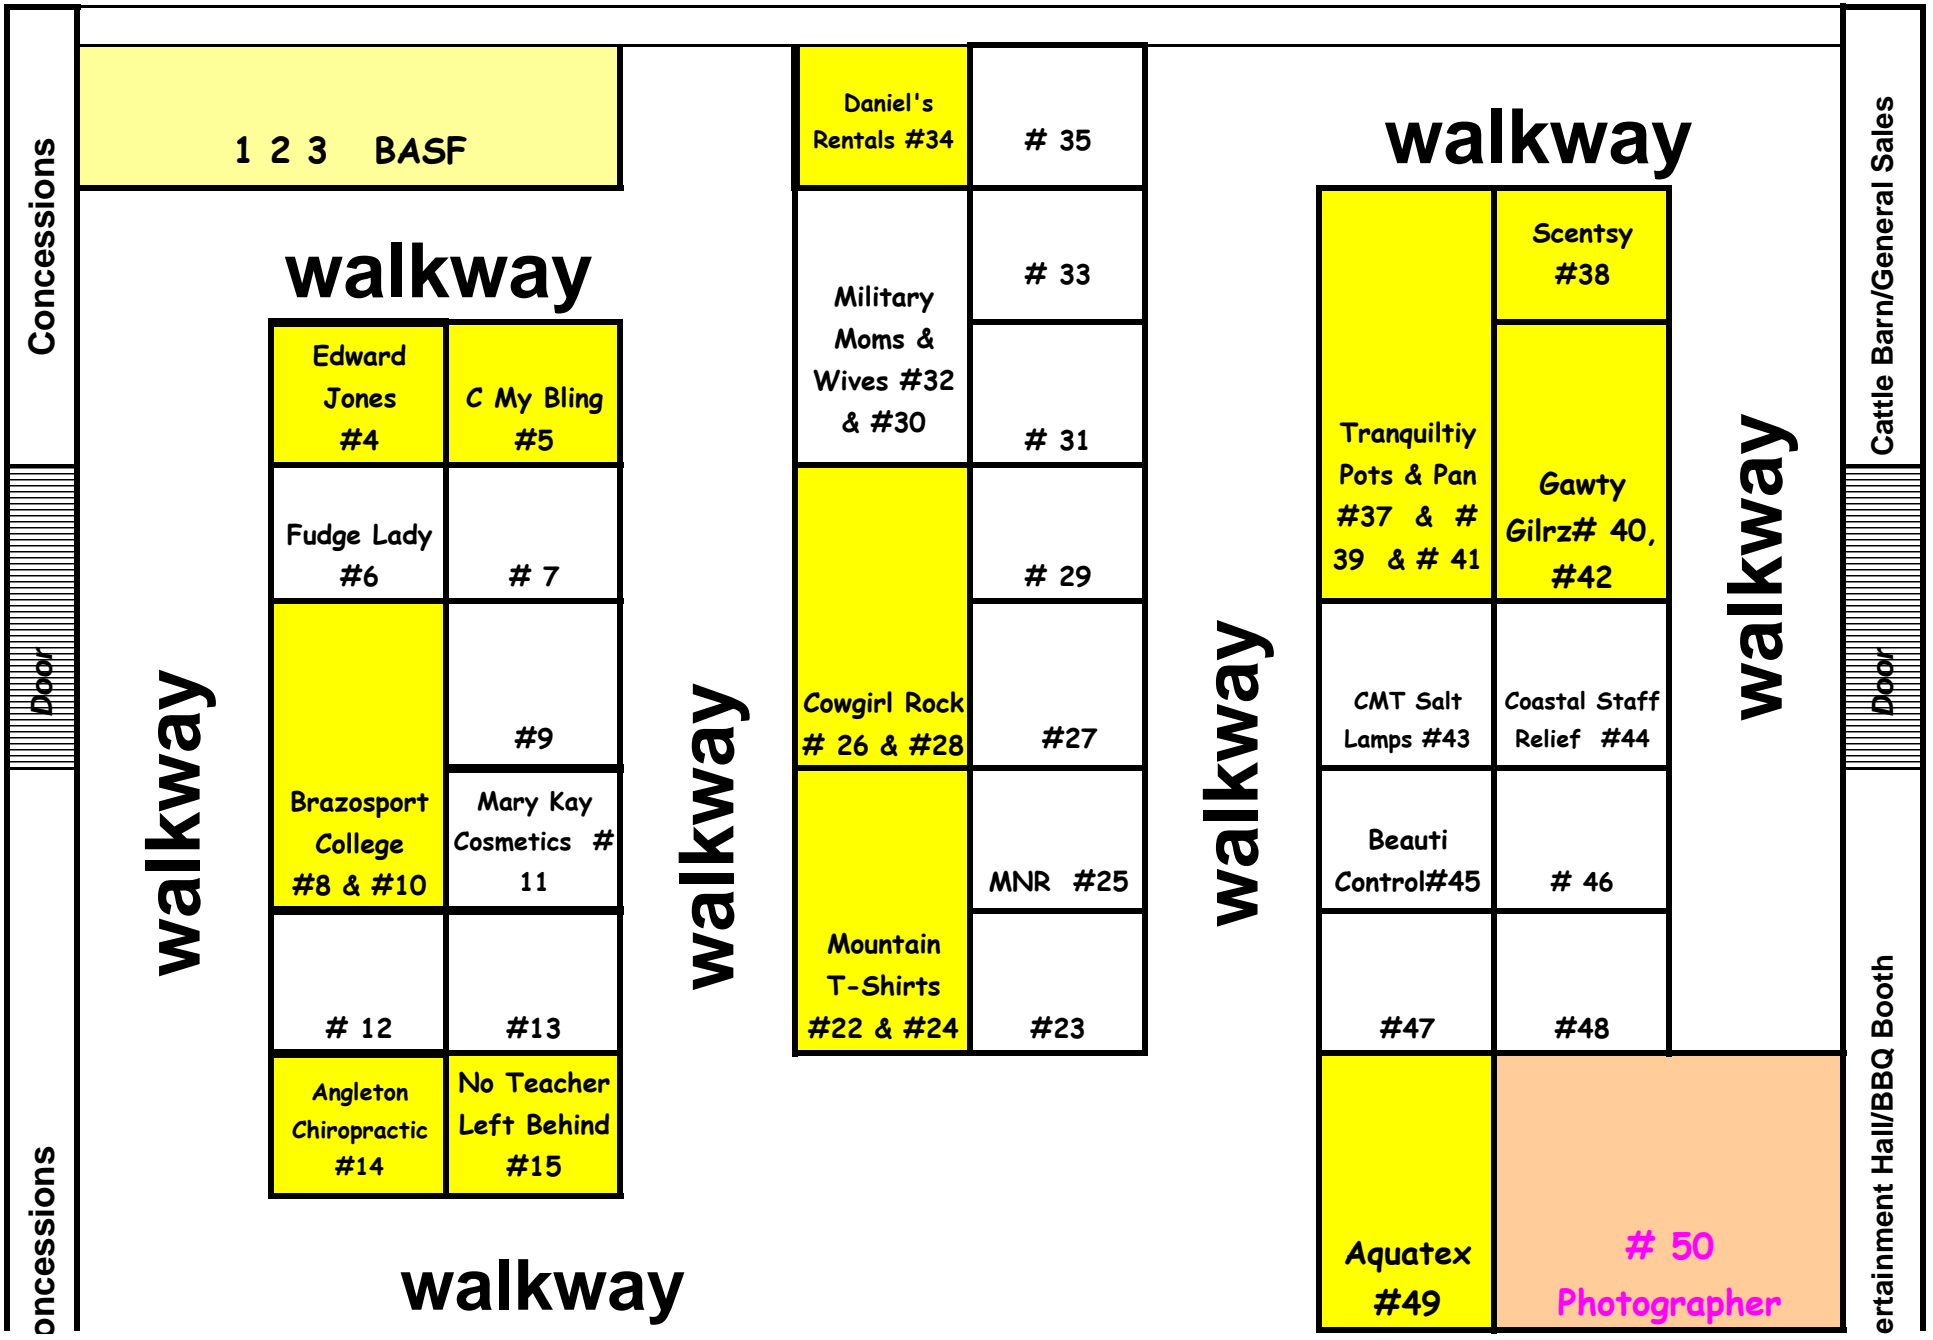 Concessions
Door
oncessions
1 2 3 BASF
walkway
walkway
Edward
Jones
#4
C My Bling
#5
Fudge Lady
#6
# 7
Brazosport
College
#8 & #10
#9
Mary Kay
Cosmetics #
11
# 12
#13
Angleton
Chiropractic
#14
No Teacher
Left Behind
#15
walkway
walkway
Daniel's
Rentals #34
# 35
Military
Moms &
Wives #32
& #30
# 33
# 31
Cowgirl Rock
# 26 & #28
# 29
#27
Mountain
T-Shirts
#22 & #24
MNR #25
#23
walkway
walkway
Tranquiltiy
Pots & Pan
#37 & #
39 & # 41
Scentsy
#38
Gawty
Gilrz# 40,
#42
CMT Salt
Lamps #43
Coastal Staff
Relief #44
Beauti
Control#45
# 46
#47
#48
Aquatex
#49
# 50
Photographer
walkway
Cattle Barn/General Sales
Door
ertainment Hall/BBQ Booth